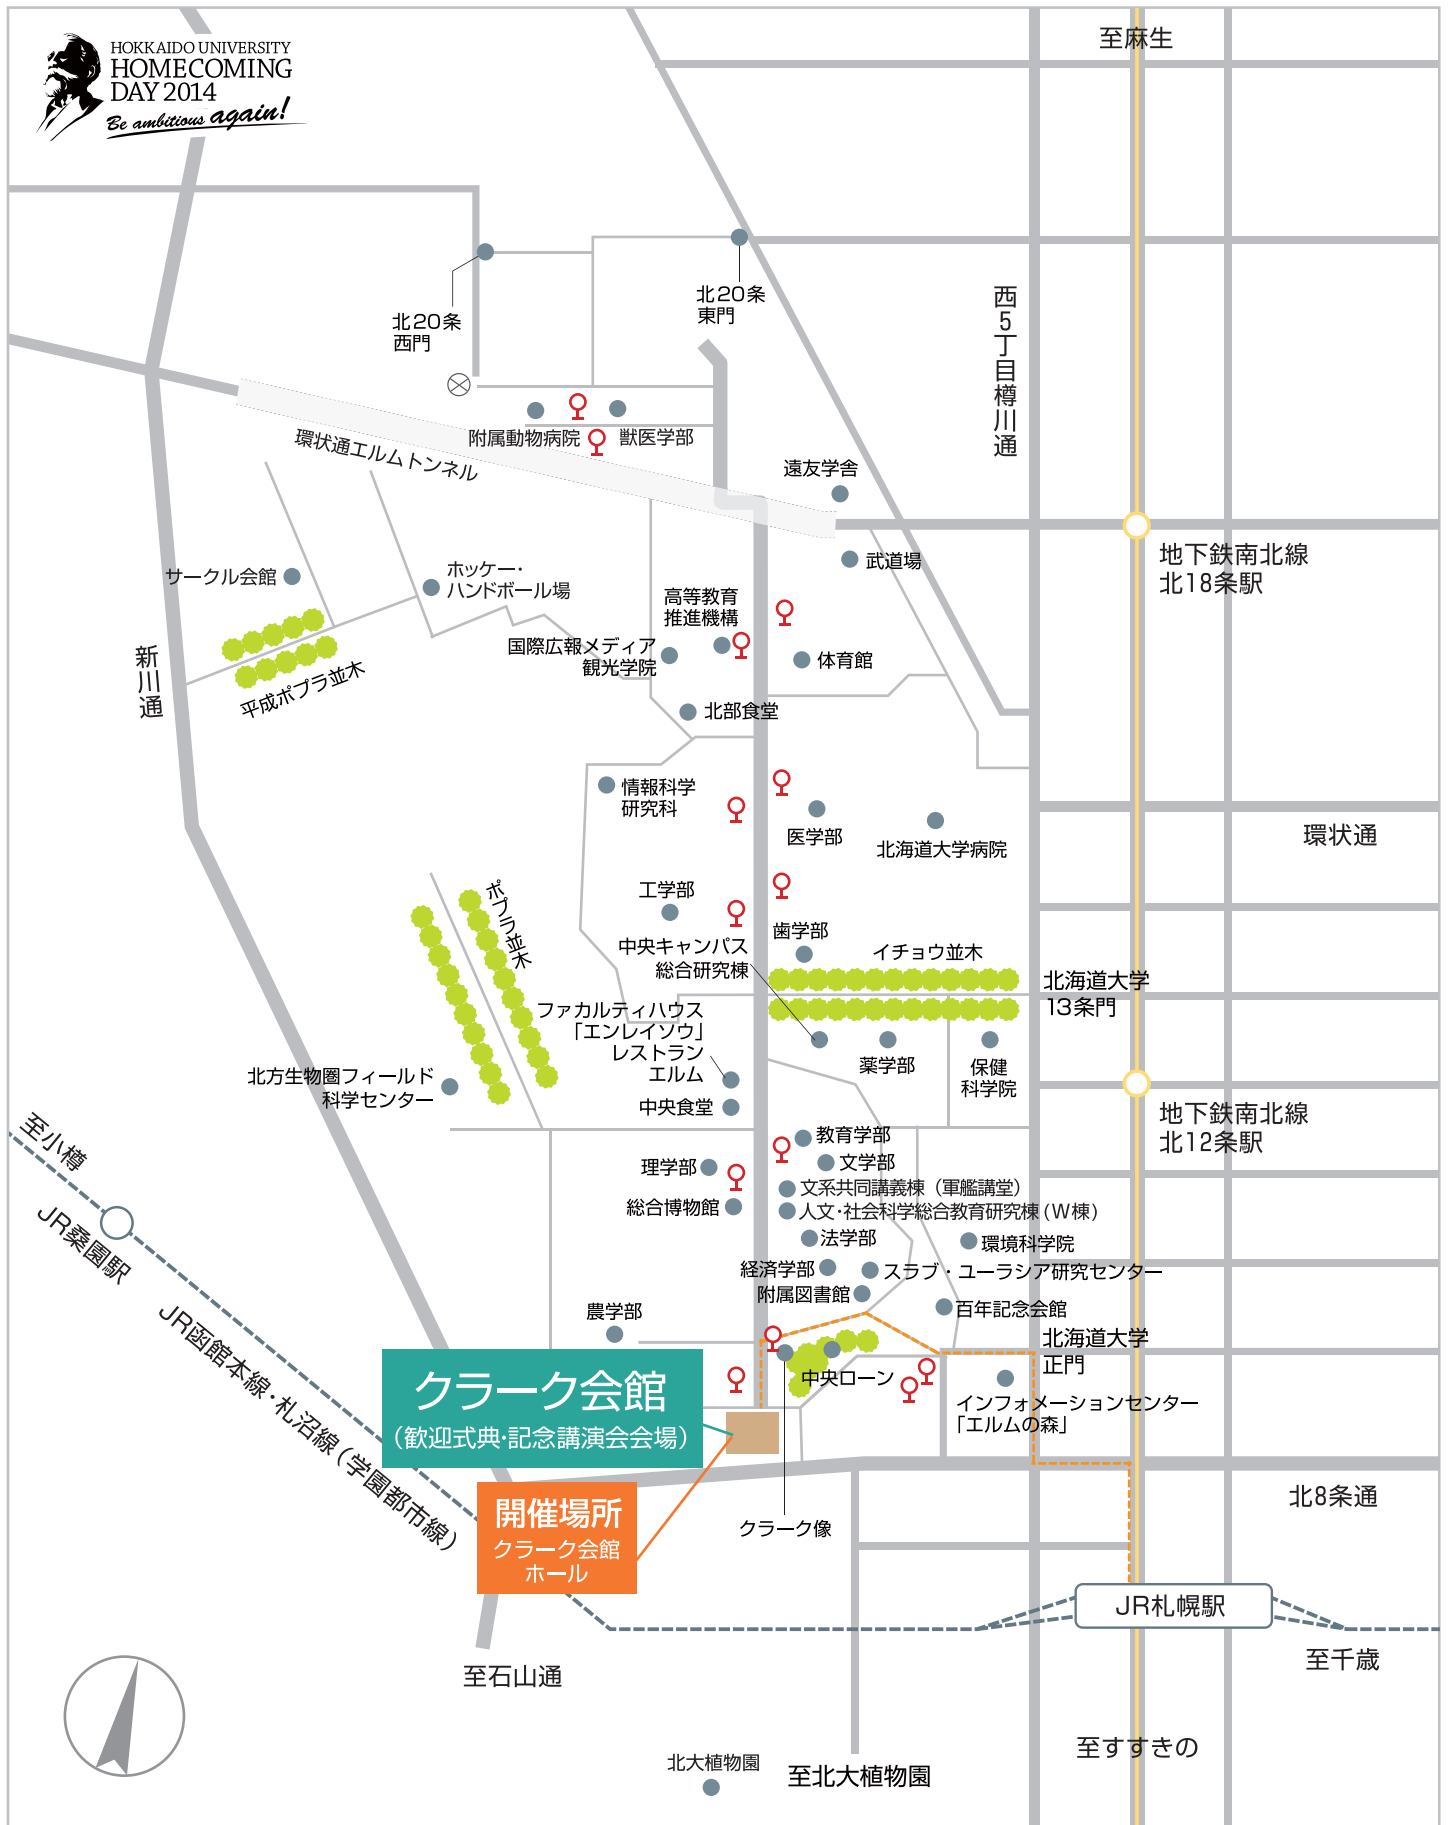 HOKKAIDO UNIVERSITY
HOMECOMING
DAY 2014
Be ambitious again!
至麻生
北20条
西門
北20条
東門
西5丁目樽川通
附属動物病院
獣医学部
環状通エルムトンネル
遠友学舎
武道場
地下鉄南北線
北18条駅
サークル会館
ホッケー・
ハンドボール場
高等教育
推進機構
国際広報メディア
観光学院
体育館
新川通
平成ポプラ並木
北部食堂
情報科学
研究科
医学部
北海道大学病院
環状通
工学部
ポプラ並木
中央キャンパス
総合研究棟
歯学部
イチョウ並木
北海道大学
13条門
ファカルティハウス
「エンレイソウ」
レストラン
エルム
薬学部
保健
科学院
北方生物圏フィールド
科学センター
中央食堂
地下鉄南北線
北12条駅
至小樽
教育学部
文学部
理学部
文系共同講義棟（軍艦講堂）
総合博物館
人文・社会科学総合教育研究棟(W棟)
JR桑園駅
法学部
環境科学院
経済学部
スラブ・ユーラシア研究センター
附属図書館
百年記念会館
農学部
JR函館本線・札沼線(学園都市線)
北海道大学
正門
中央ローン
クラーク会館
（歓迎式典・記念講演会会場）
インフォメーションセンター
「エルムの森」
開催場所
クラーク会館
ホール
クラーク像
北8条通
JR札幌駅
至石山通
至千歳
至すすきの
北大植物園
至北大植物園